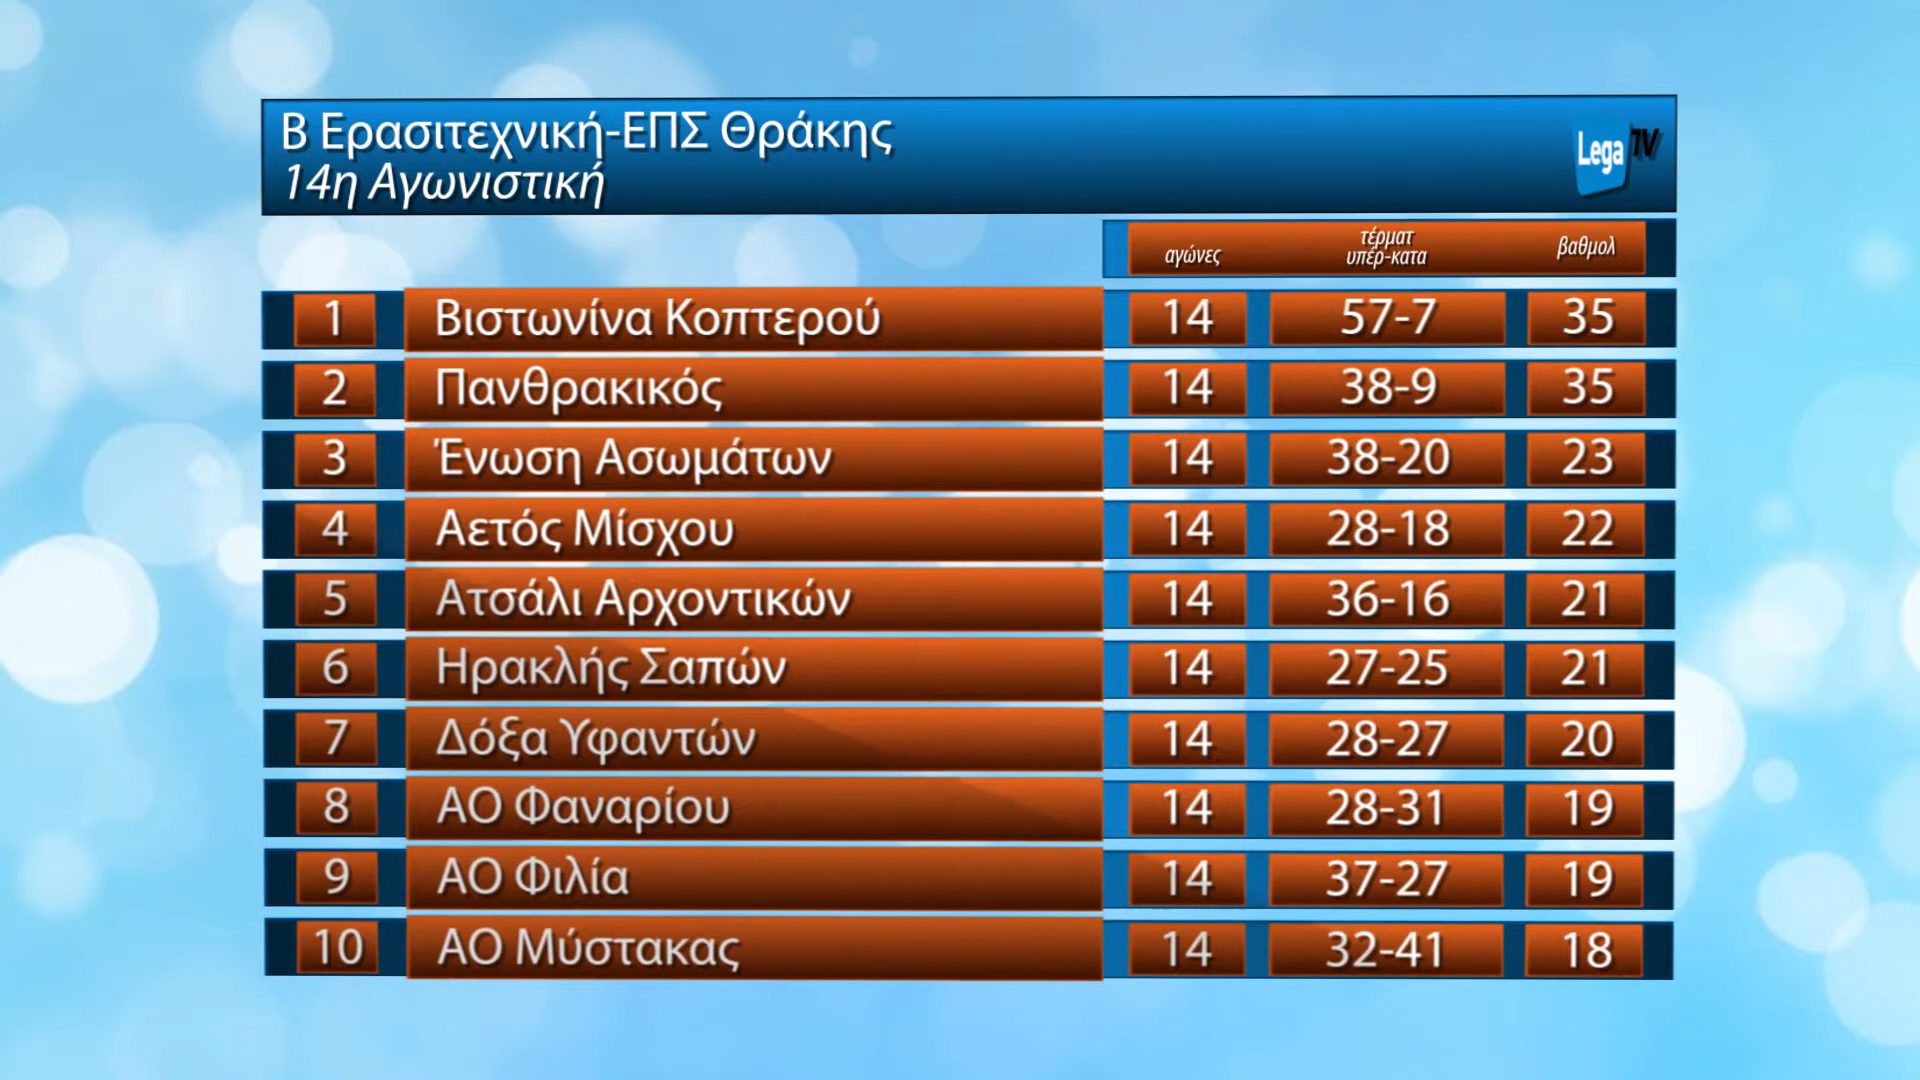 Β Ερασιτεχνική-ΕΠΣ Θράκης
14η Αγωνιστική
Lega TV
αγώνες τέρματ υπέρ-κατα βαθμολ
1 Βιστωνίνα Κοπτερού 14 57-7 35
2 Πανθρακικός 14 38-9 35
3 Ένωση Ασωμάτων 14 38-20 23
4 Αετός Μίσχου 14 28-18 22
5 Ατσάλι Αρχοντικών 14 36-16 21
6 Ηρακλής Σαπών 14 27-25 21
7 Δόξα Υφαντών 14 28-27 20
8 ΑΟ Φαναρίου 14 28-31 19
9 ΑΟ Φιλία 14 37-27 19
10 ΑΟ Μύστακας 14 32-41 18